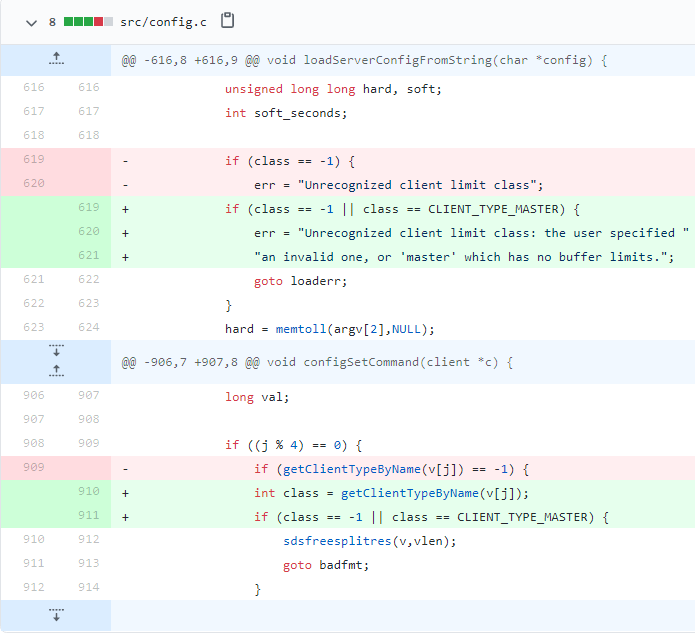 8 src/config.c
@@ -616,8 +616,9 @@ void loadServerConfigFromString(char *config) {
616 616 unsigned long long hard, soft;
617 617 int soft_seconds;
618 618
619 - if (class == -1) {
620 - err = "Unrecognized client limit class";
619 + if (class == -1 || class == CLIENT_TYPE_MASTER) {
620 + err = "Unrecognized client limit class: the user specified "
621 + "an invalid one, or 'master' which has no buffer limits.";
621 622 goto loaderr;
622 623 }
623 624 hard = memtoll(argv[2],NULL);
@@ -906,7 +907,8 @@ void configSetCommand(client *c) {
906 907 long val;
907 908
908 909 if ((j % 4) == 0) {
909 - if (getClientTypeByName(v[j]) == -1) {
910 + int class = getClientTypeByName(v[j]);
911 + if (class == -1 || class == CLIENT_TYPE_MASTER) {
910 912 sdsfreesplitres(v,vlen);
911 913 goto badfmt;
912 914 }